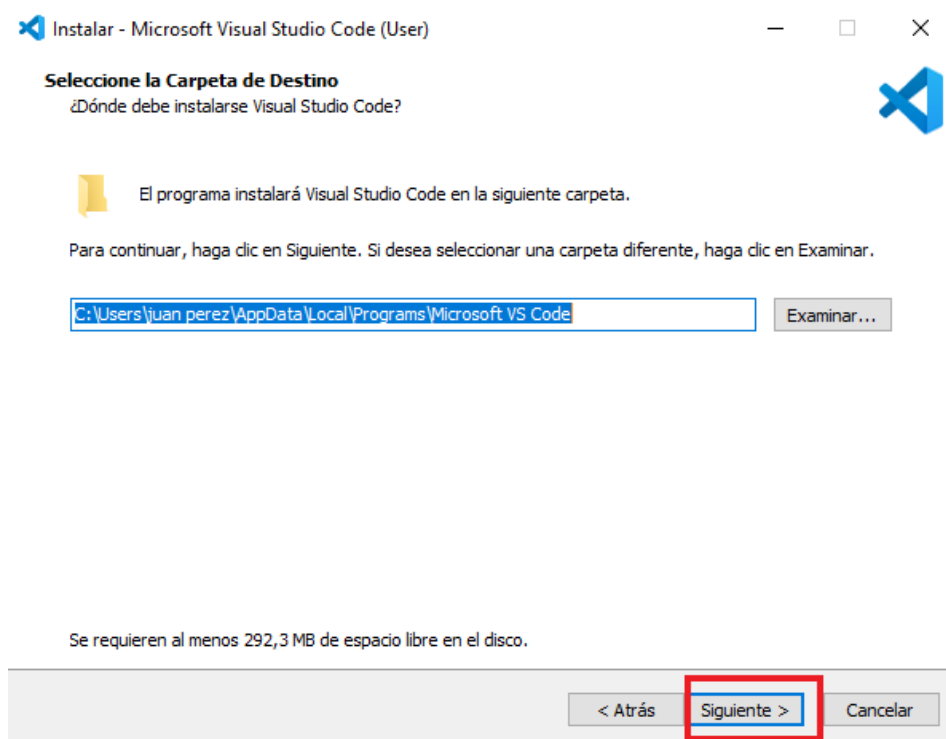 Instalar - Microsoft Visual Studio Code (User)
Seleccione la Carpeta de Destino
¿Dónde debe instalarse Visual Studio Code?
El programa instalará Visual Studio Code en la siguiente carpeta.
Para continuar, haga clic en Siguiente. Si desea seleccionar una carpeta diferente, haga clic en Examinar.
C:\Users\juan perez\AppData\Local\Programs\Microsoft VS Code
Examinar...
Se requieren al menos 292,3 MB de espacio libre en el disco.
< Atrás Siguiente > Cancelar